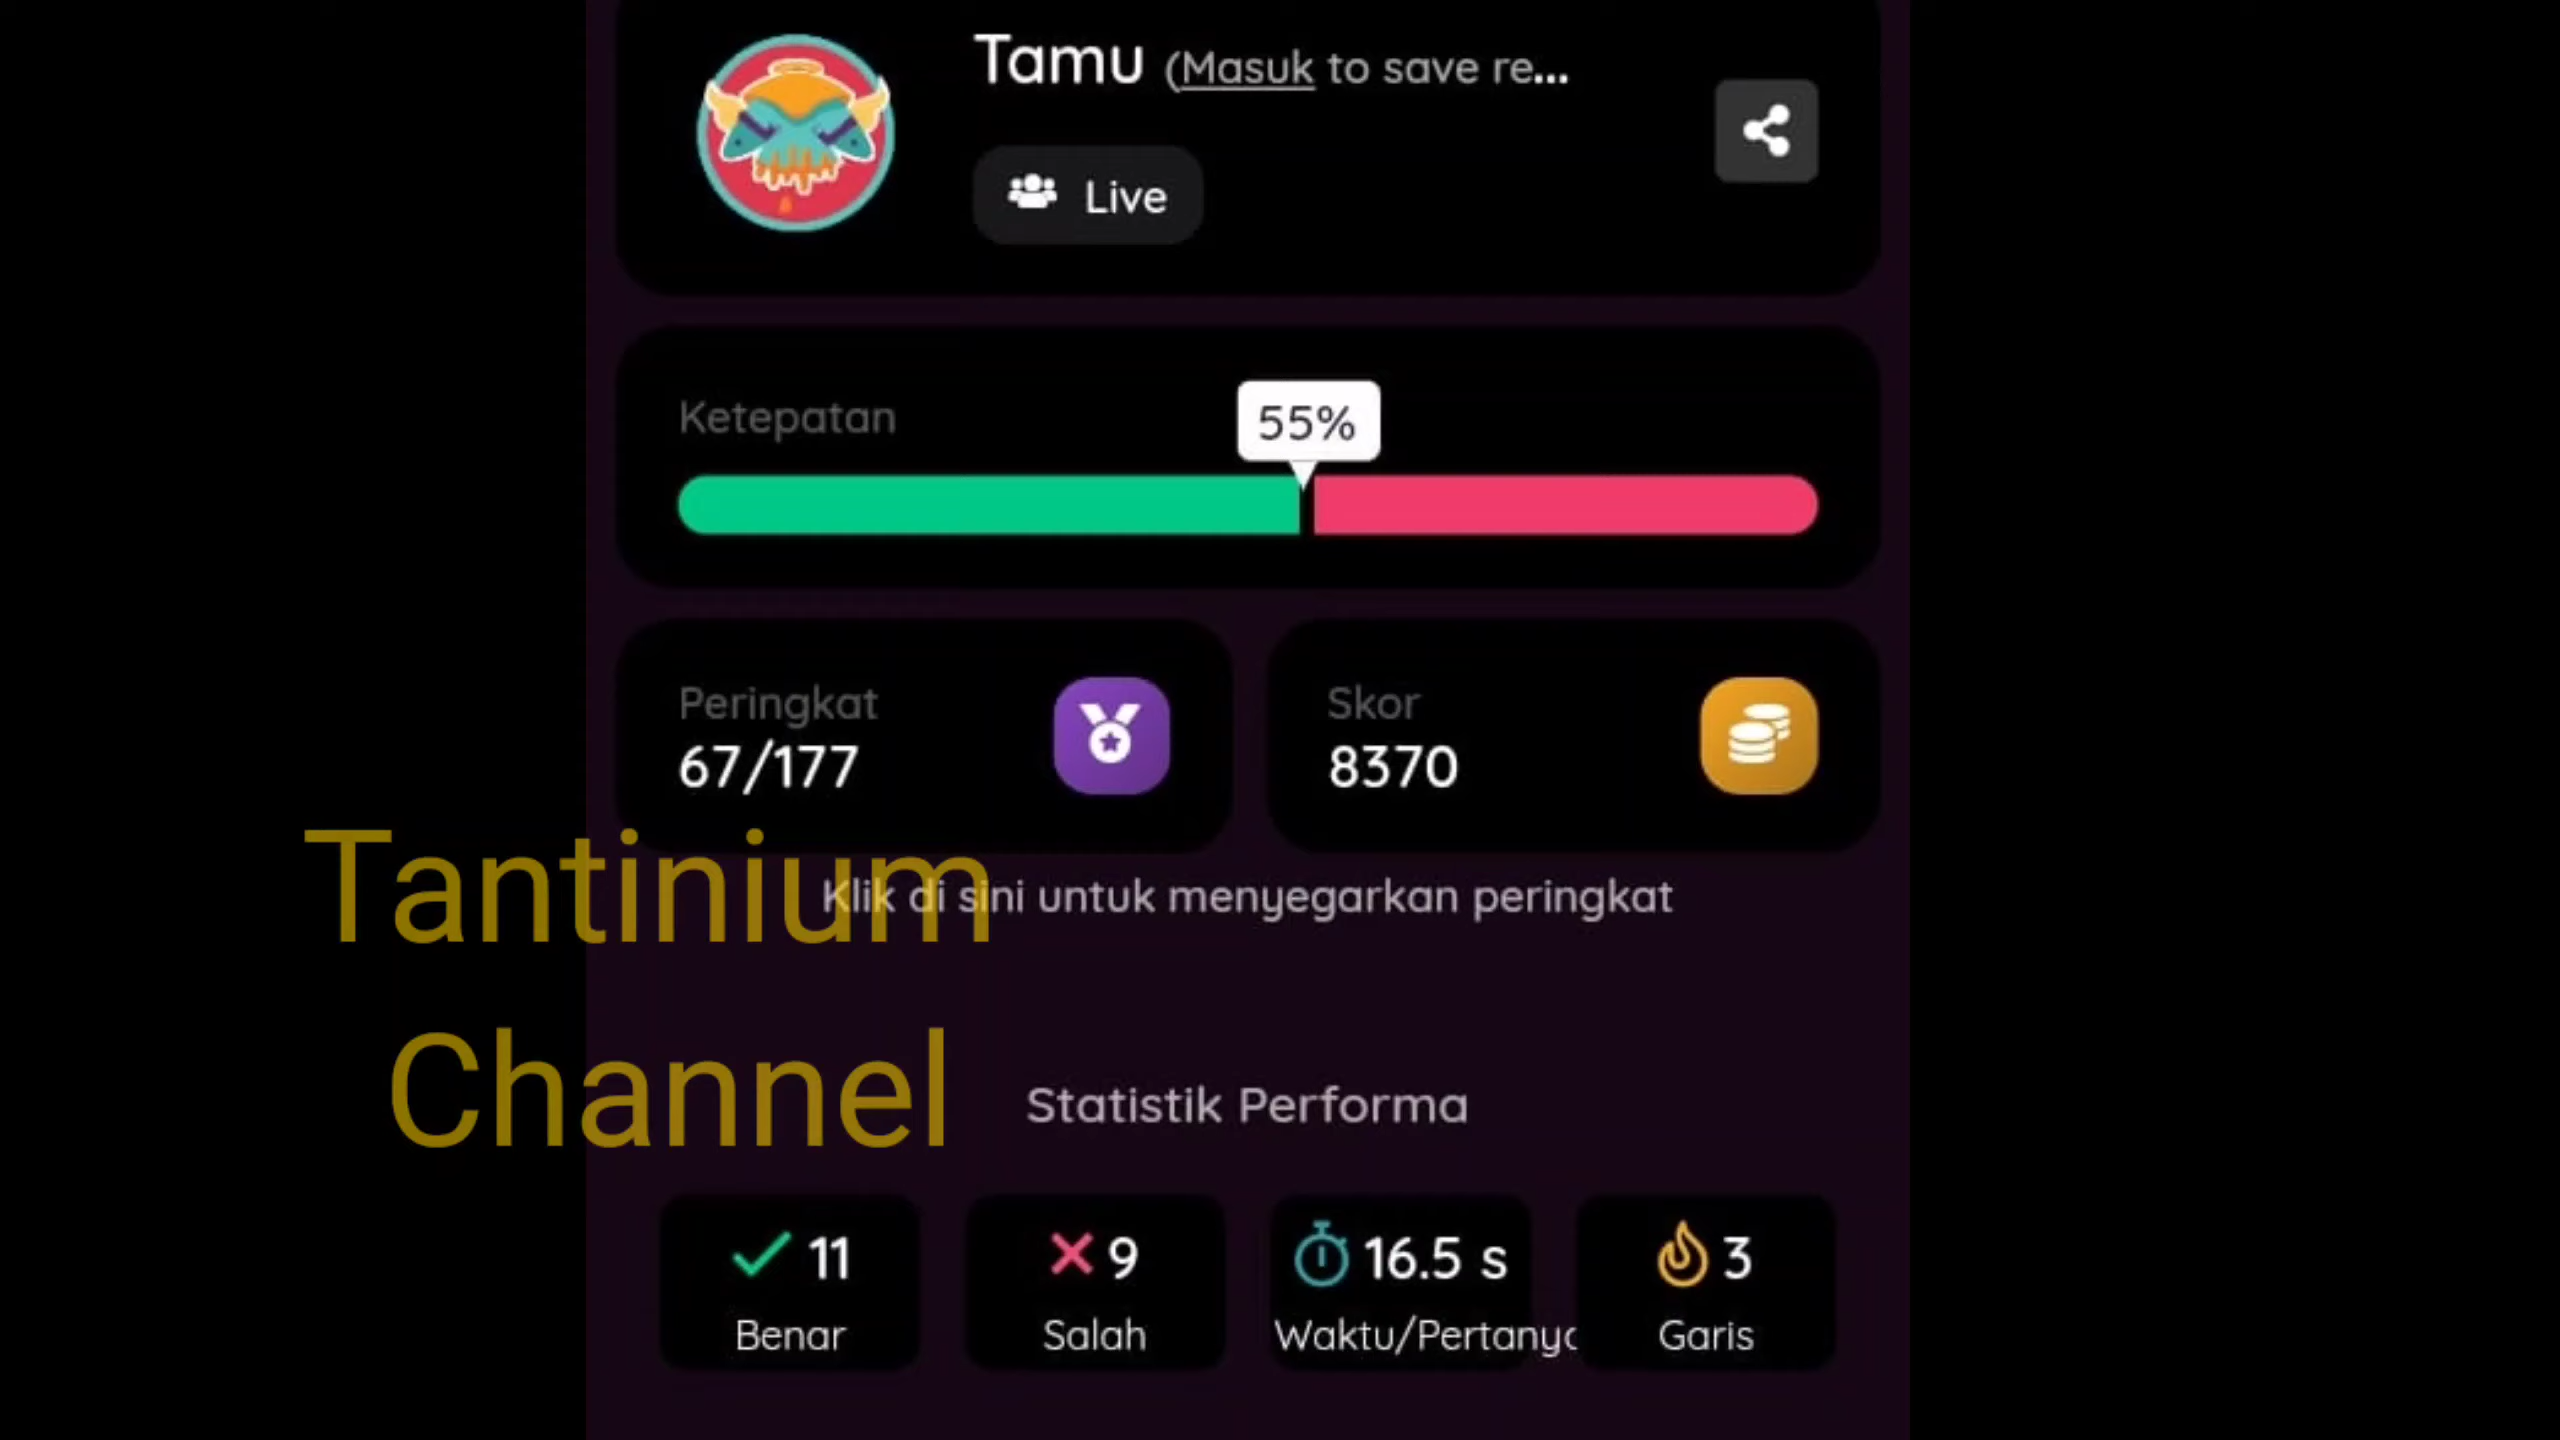 Tamu (Masuk to save re...
Live
Ketepatan
55%
Peringkat
67/177
Skor
8370
Klik di sini untuk menyegarkan peringkat
Tantinium
Channel
Statistik Performa
11
Benar
9
Salah
16.5 s
Waktu/Pertanya
3
Garis